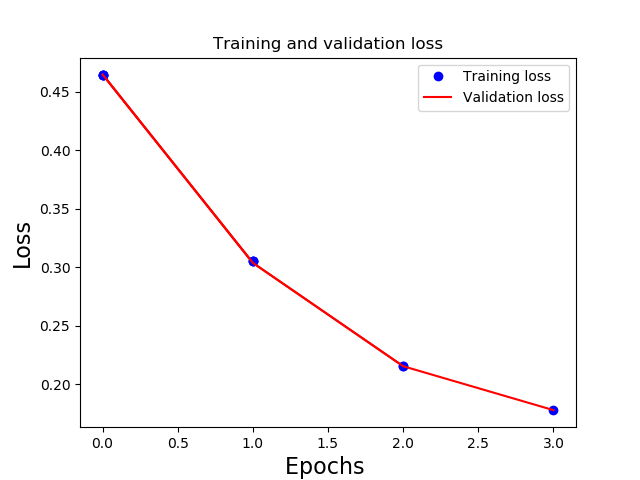 Training and validation loss
Training loss
Validation loss
Loss
0.45
0.40
0.35
0.30
0.25
0.20
0.0 0.5 1.0 1.5 2.0 2.5 3.0
Epochs